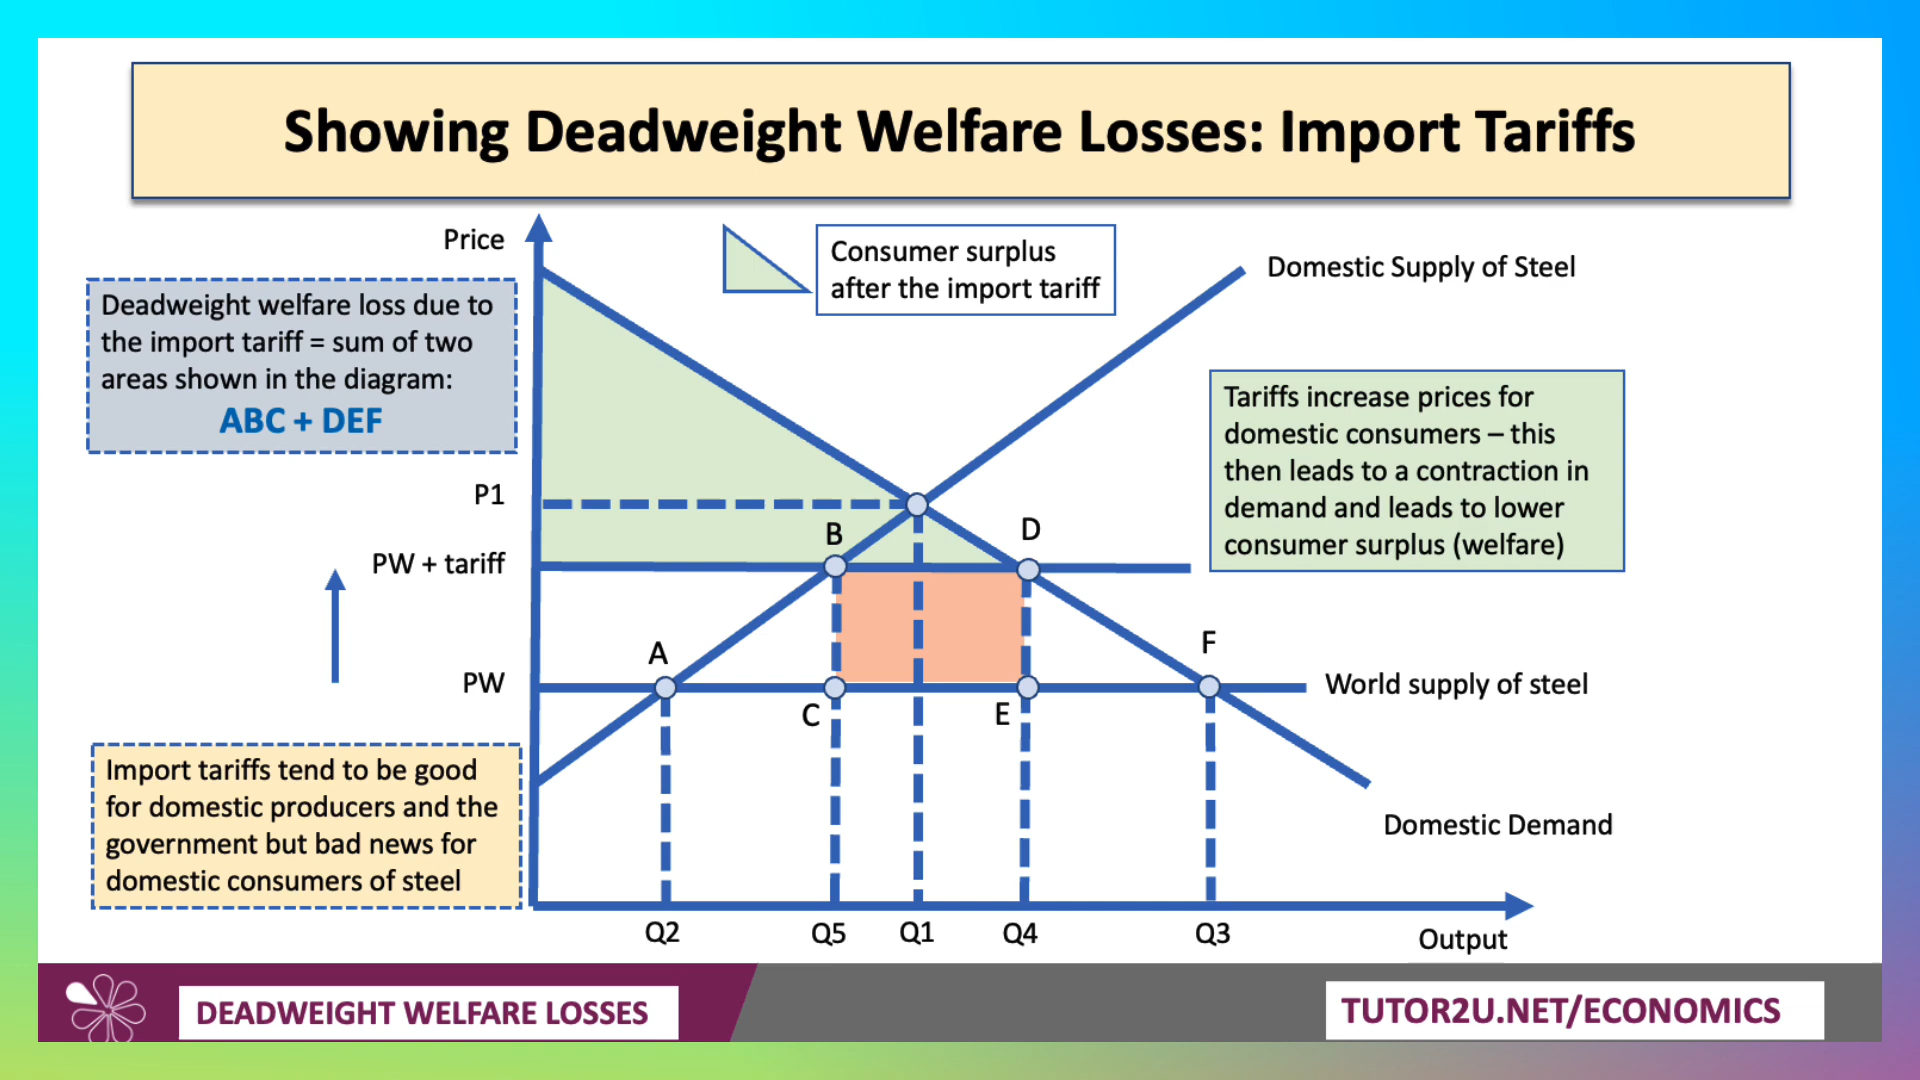 Showing Deadweight Welfare Losses: Import Tariffs
Price
Consumer surplus
after the import tariff
Domestic Supply of Steel
Deadweight welfare loss due to
the import tariff = sum of two
areas shown in the diagram:
ABC + DEF
Tariffs increase prices for
domestic consumers – this
then leads to a contraction in
demand and leads to lower
consumer surplus (welfare)
P1
B
D
PW + tariff
A
F
PW
World supply of steel
C
E
Import tariffs tend to be good
for domestic producers and the
government but bad news for
domestic consumers of steel
Domestic Demand
Q2
Q5
Q1
Q4
Q3
Output
DEADWEIGHT WELFARE LOSSES
TUTOR2U.NET/ECONOMICS